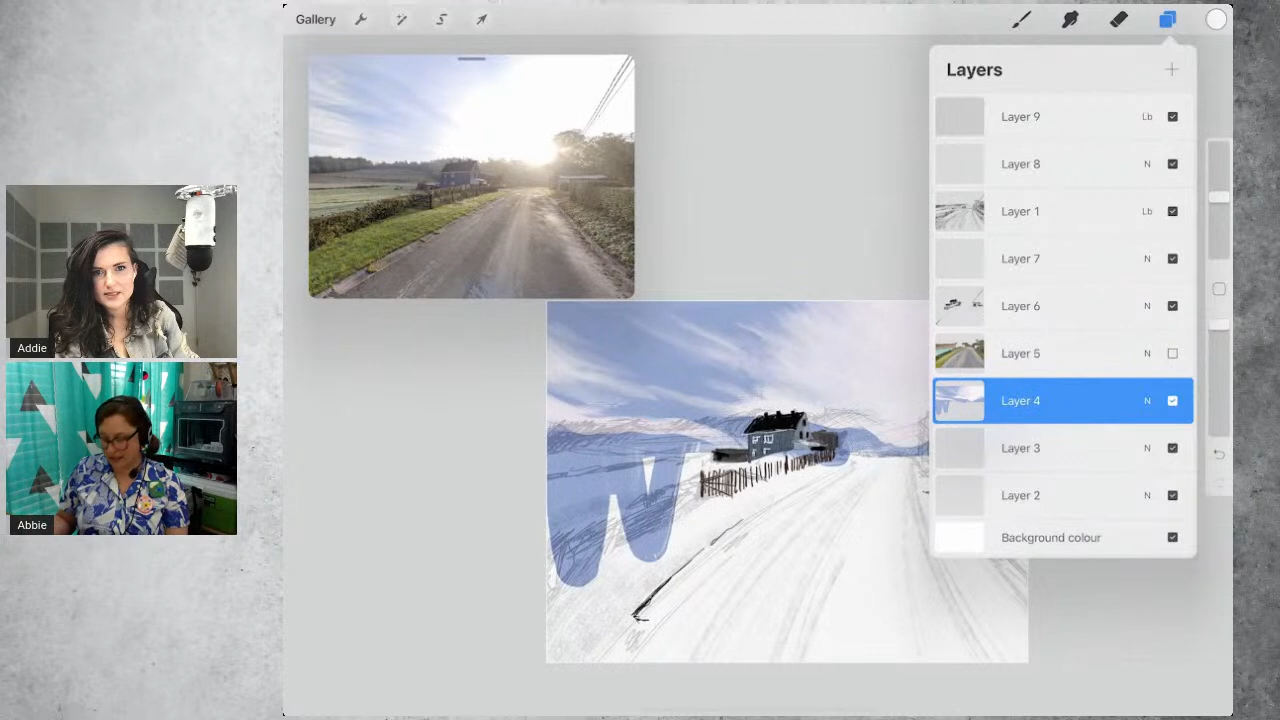 Gallery
Layers
Layer 9 Lb
Layer 8 N
Layer 1 Lb
Layer 7 N
Layer 6 N
Layer 5 N
Layer 4 N
Layer 3 N
Layer 2 N
Background colour
Addie
Abbie